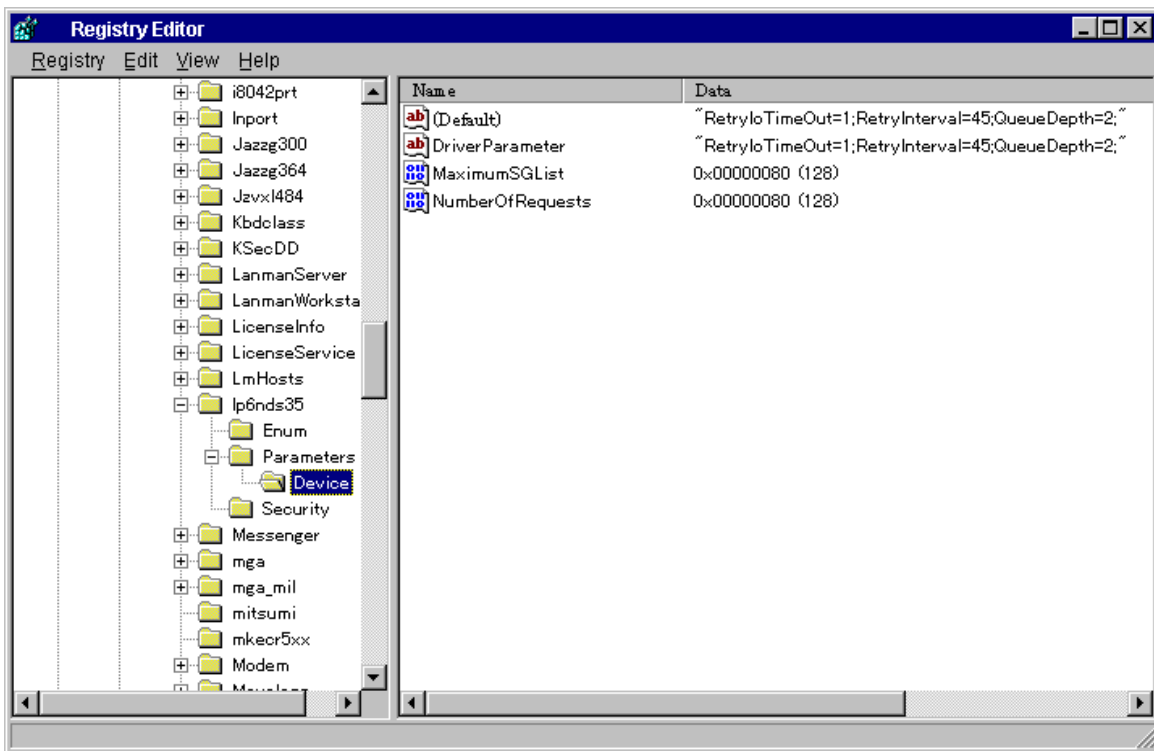 Registry Editor
Registry Edit View Help
i8042prt
Inport
Jazzg300
Jazzg364
Jzvxl484
Kbdclass
KSecDD
LanmanServer
LanmanWorksta
LicenseInfo
LicenseService
LmHosts
lp6nds35
Enum
Parameters
Device
Security
Messenger
mga
mga_mil
mitsumi
mkecr5xx
Modem
Name Data
(Default) "RetryIoTimeOut=1;RetryInterval=45;QueueDepth=2;"
DriverParameter "RetryIoTimeOut=1;RetryInterval=45;QueueDepth=2;"
MaximumSGList 0x00000080 (128)
NumberOfRequests 0x00000080 (128)